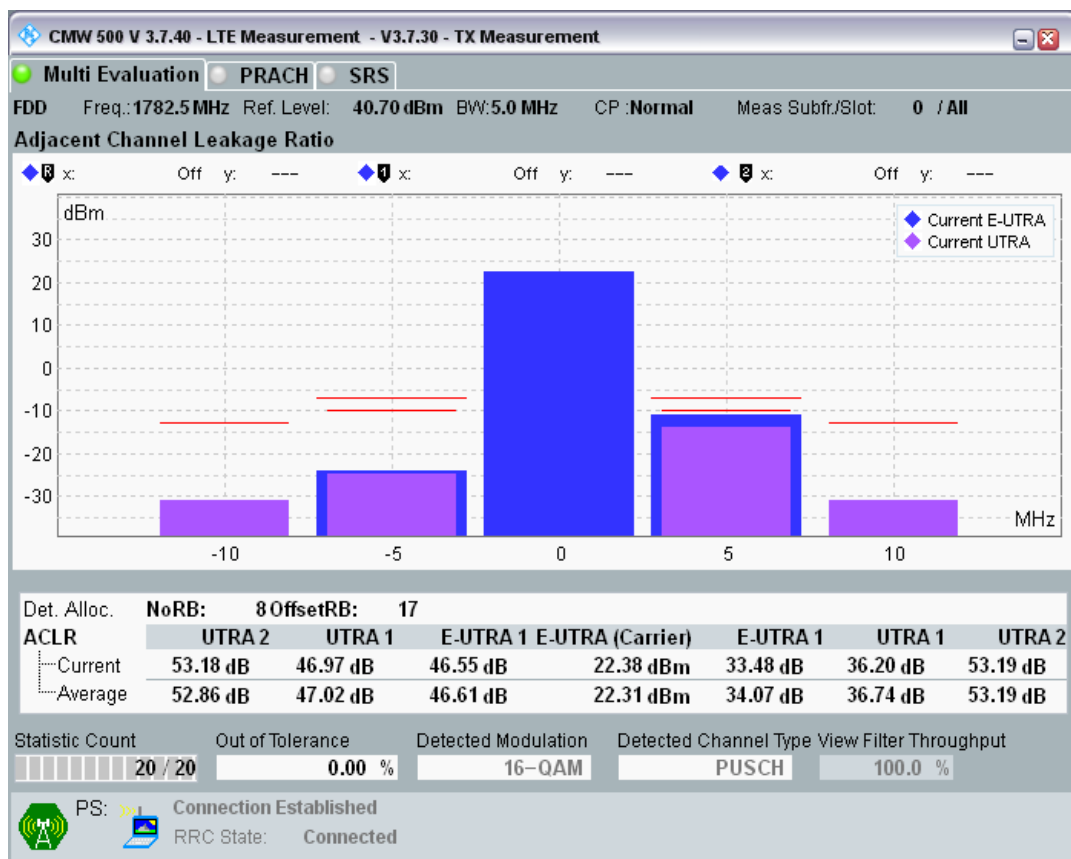 CMW 500 V 3.7.40 - LTE Measurement - V3.7.30 - TX Measurement
Multi Evaluation PRACH SRS
FDD Freq.:1782.5 MHz Ref. Level: 40.70 dBm BW:5.0 MHz CP :Normal Meas Subfr./Slot: 0 / All
Adjacent Channel Leakage Ratio
R x: Off y: --- 1 x: Off y: --- 2 x: Off y: ---
dBm
Current E-UTRA
Current UTRA
30
20
10
0
-10
-20
-30
MHz
-10 -5 0 5 10
Det. Alloc. NoRB: 8 OffsetRB: 17
ACLR UTRA 2 UTRA 1 E-UTRA 1 E-UTRA (Carrier) E-UTRA 1 UTRA 1 UTRA 2
Current 53.18 dB 46.97 dB 46.55 dB 22.38 dBm 33.48 dB 36.20 dB 53.19 dB
Average 52.86 dB 47.02 dB 46.61 dB 22.31 dBm 34.07 dB 36.74 dB 53.19 dB
Statistic Count Out of Tolerance Detected Modulation Detected Channel Type View Filter Throughput
20 / 20 0.00 % 16-QAM PUSCH 100.0 %
PS: Connection Established
RRC State: Connected